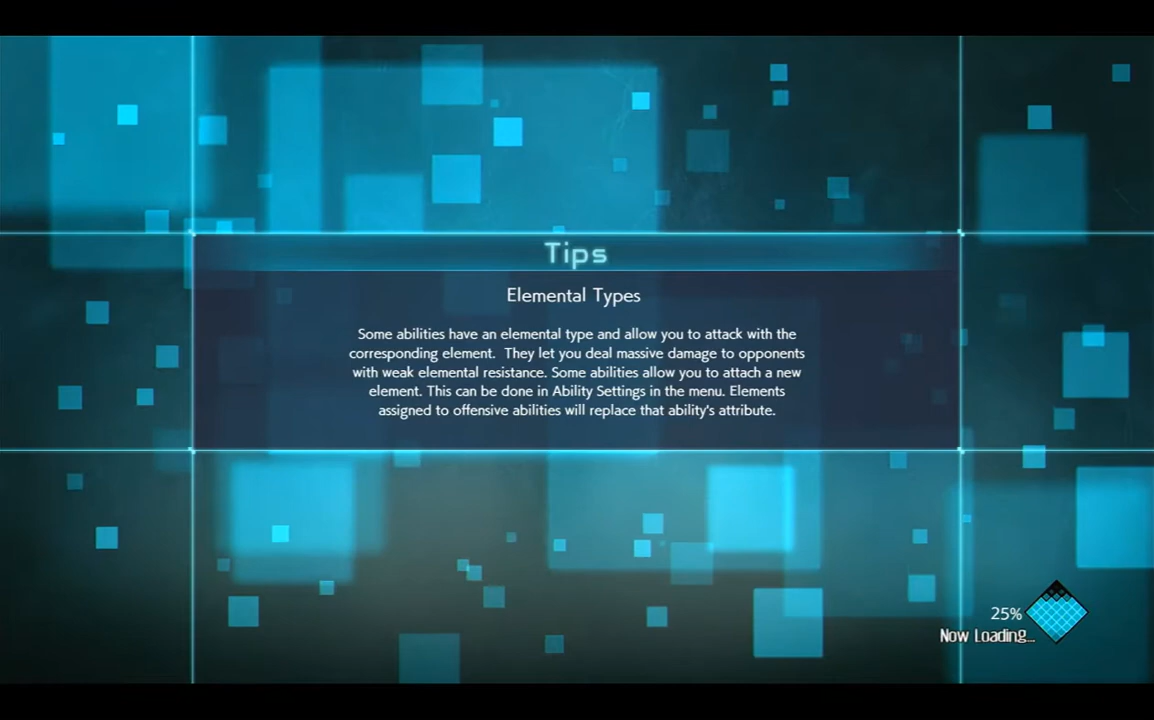 Tips
Elemental Types
Some abilities have an elemental type and allow you to attack with the
corresponding element.  They let you deal massive damage to opponents
with weak elemental resistance. Some abilities allow you to attach a new
element. This can be done in Ability Settings in the menu. Elements
assigned to offensive abilities will replace that ability's attribute.
25%
Now Loading...